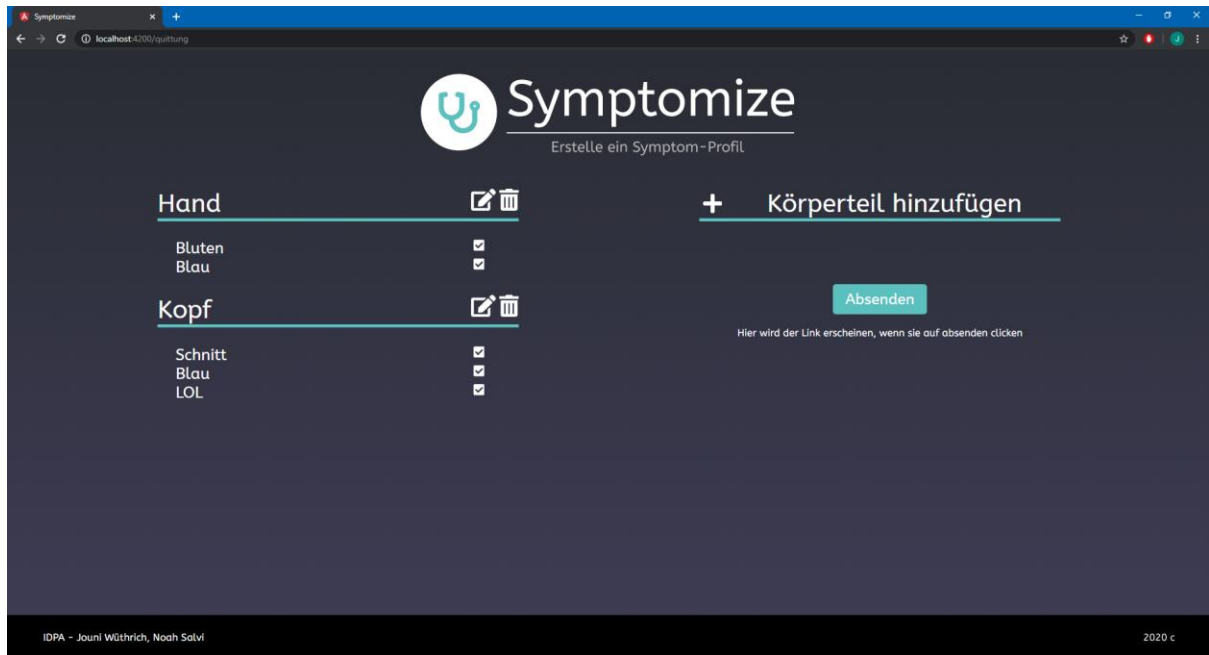 Symptomize
localhost:4200/quittung
Symptomize
Erstelle ein Symptom-Profil
Hand
Bluten
Blau
Kopf
Schnitt
Blau
LOL
Körperteil hinzufügen
Absenden
Hier wird der Link erscheinen, wenn sie auf absenden clicken
IDPA - Jouni Wüthrich, Noah Salvi
2020 c